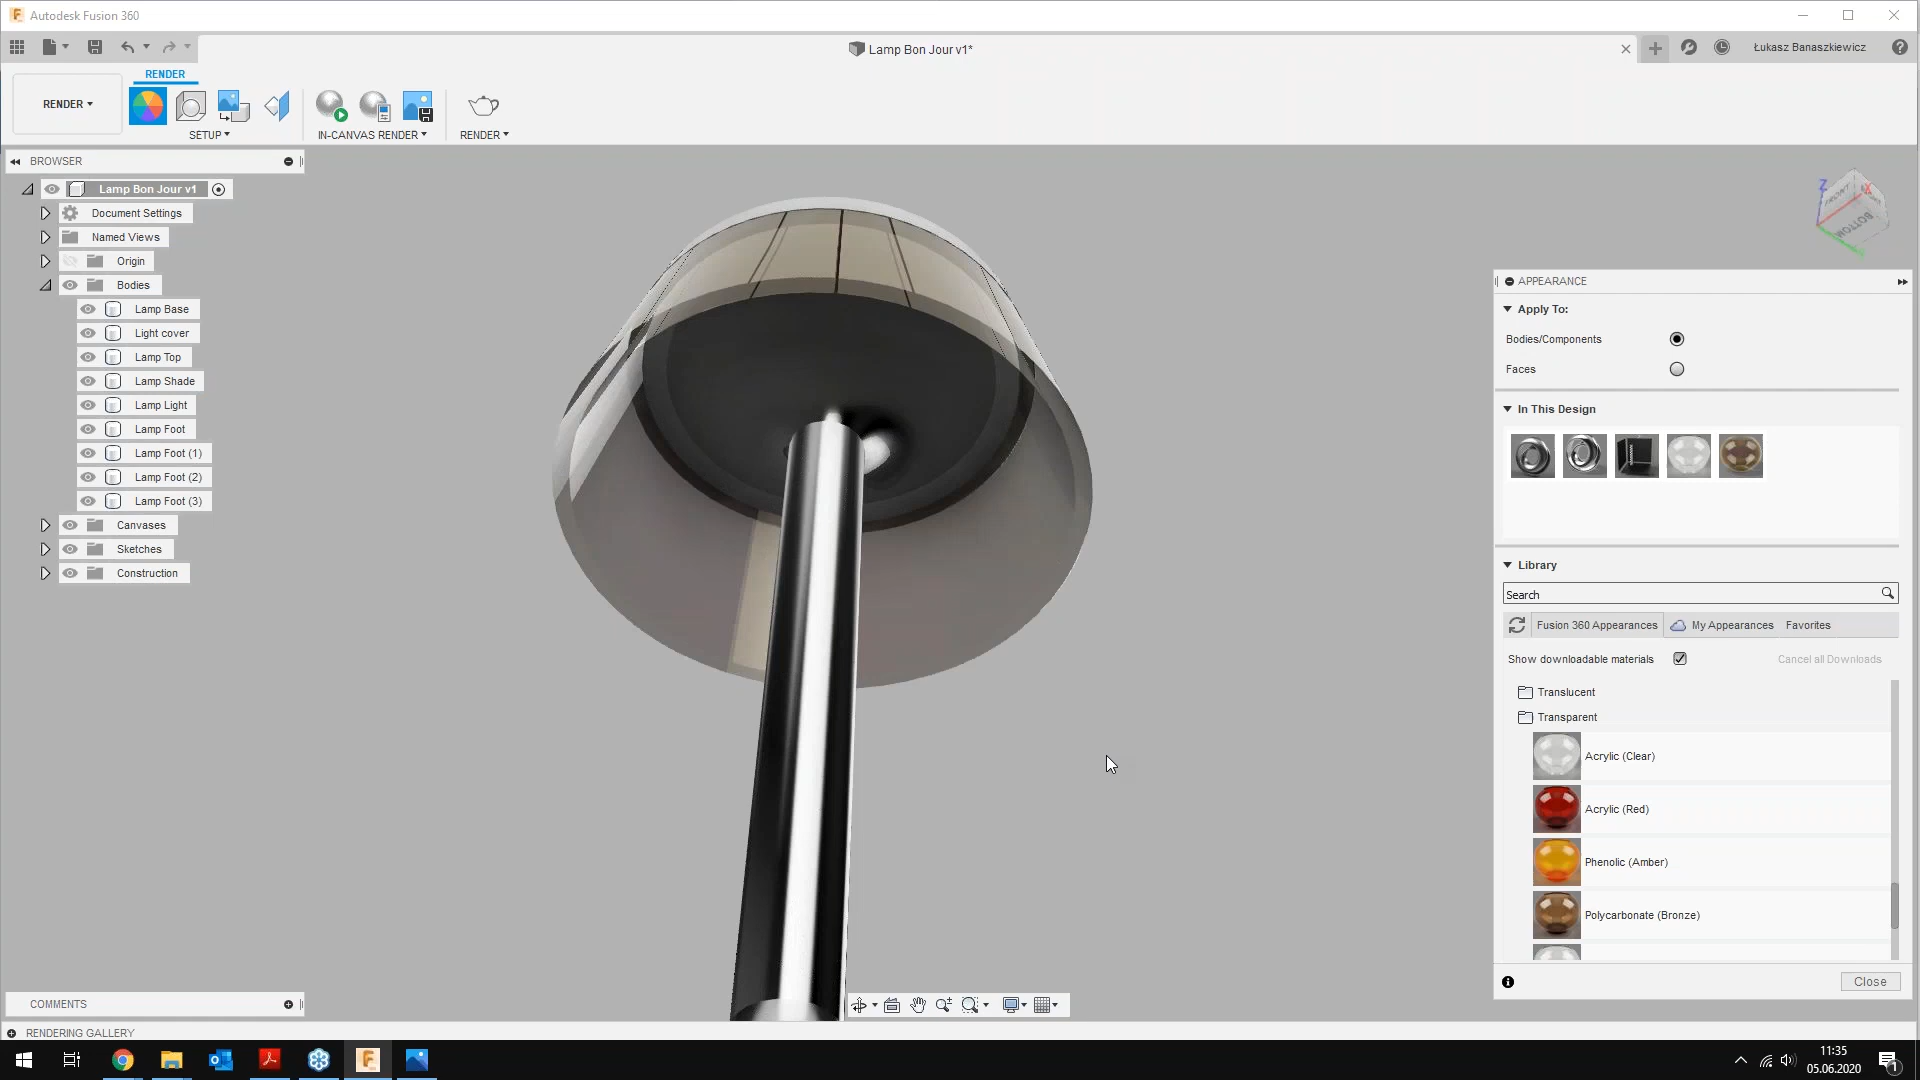 Autodesk Fusion 360
Lamp Bon Jour v1*
Łukasz Banaszkiewicz
RENDER
RENDER
SETUP
IN-CANVAS RENDER
RENDER
BROWSER
Lamp Bon Jour v1
Document Settings
Named Views
Origin
Bodies
Lamp Base
Light cover
Lamp Top
Lamp Shade
Lamp Light
Lamp Foot
Lamp Foot (1)
Lamp Foot (2)
Lamp Foot (3)
Canvases
Sketches
Construction
Z
X
FRONT
BOTTOM
APPEARANCE
Apply To:
Bodies/Components
Faces
In This Design
Library
Search
Fusion 360 Appearances
My Appearances
Favorites
Show downloadable materials
Cancel all Downloads
Translucent
Transparent
Acrylic (Clear)
Acrylic (Red)
Phenolic (Amber)
Polycarbonate (Bronze)
Close
COMMENTS
RENDERING GALLERY
11:35
05.06.2020
1